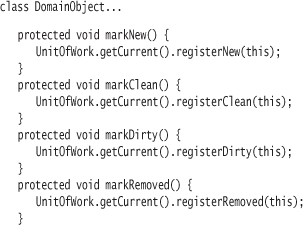 class DomainObject...
protected void markNew() {
UnitOfWork.getCurrent().registerNew(this);
}
protected void markClean() {
UnitOfWork.getCurrent().registerClean(this);
}
protected void markDirty() {
UnitOfWork.getCurrent().registerDirty(this);
}
protected void markRemoved() {
UnitOfWork.getCurrent().registerRemoved(this);
}